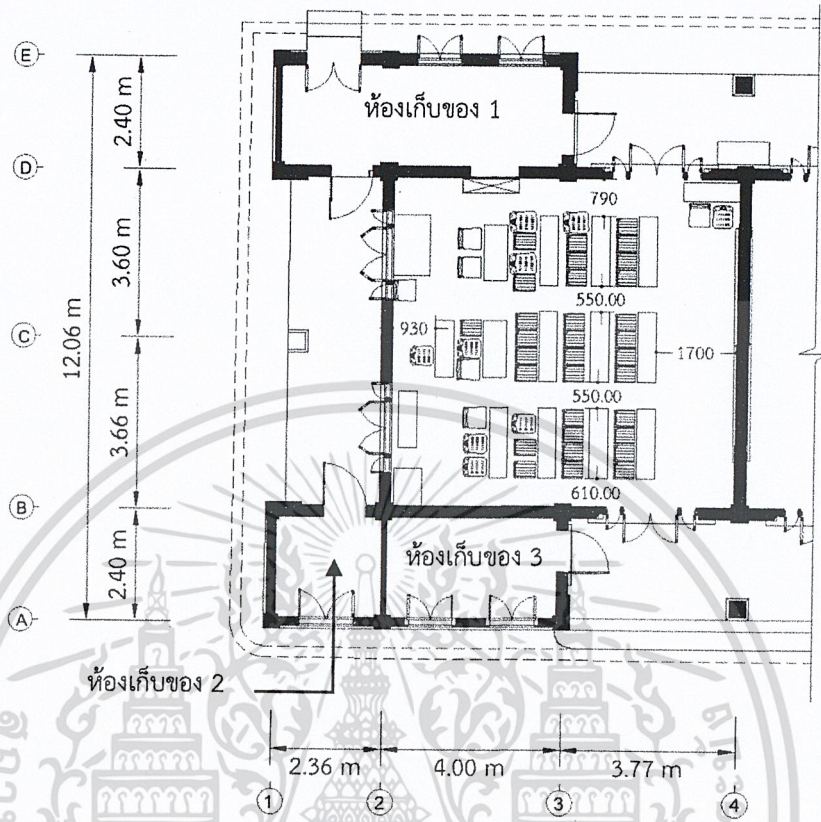 E
ห้องเก็บของ 1
2.40 m
D
790
3.60 m
550.00
C
930
1700
12.06 m
3.66 m
550.00
610.00
B
ห้องเก็บของ 3
2.40 m
A
ห้องเก็บของ 2
2.36 m
4.00 m
3.77 m
1
2
3
4